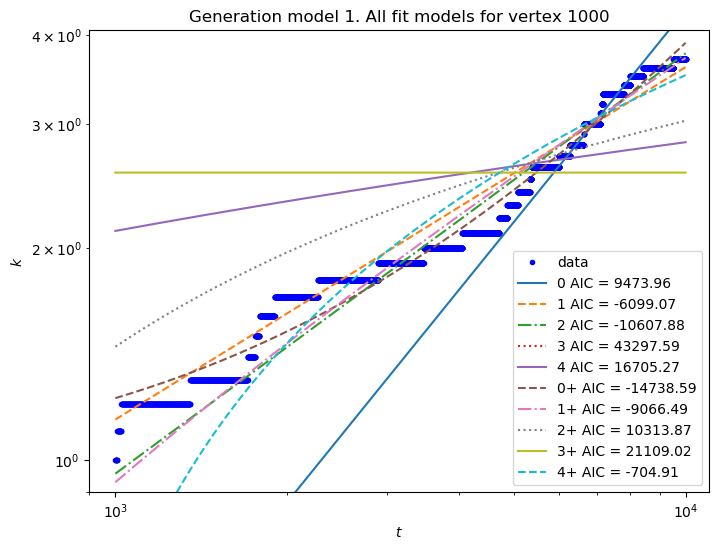 Generation model 1. All fit models for vertex 1000
4 × 10⁰
3 × 10⁰
k
2 × 10⁰
10⁰
data
0 AIC = 9473.96
1 AIC = -6099.07
2 AIC = -10607.88
3 AIC = 43297.59
4 AIC = 16705.27
0+ AIC = -14738.59
1+ AIC = -9066.49
2+ AIC = 10313.87
3+ AIC = 21109.02
4+ AIC = -704.91
10³
10⁴
t